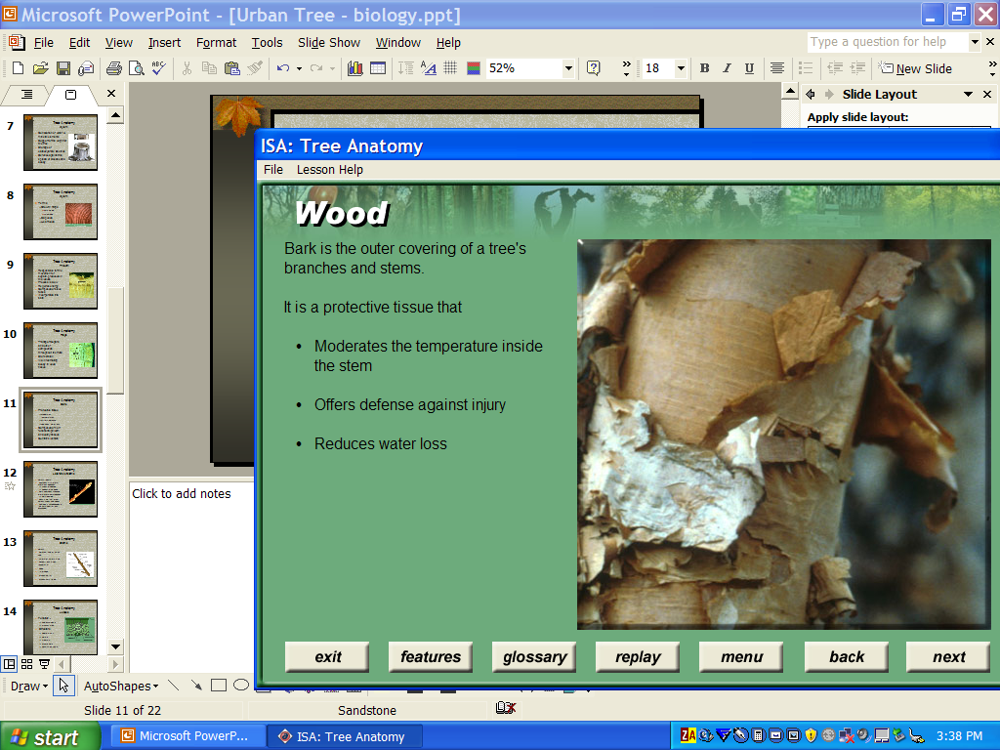 Microsoft PowerPoint - [Urban Tree - biology.ppt]
File Edit View Insert Format Tools Slide Show Window Help
Type a question for help
52%
18
B I U
New Slide
Slide Layout
Apply slide layout:
7
8
9
10
11
12
13
14
ISA: Tree Anatomy
File Lesson Help
Wood
Bark is the outer covering of a tree's
branches and stems.
It is a protective tissue that
• Moderates the temperature inside
the stem
• Offers defense against injury
• Reduces water loss
Click to add notes
exit features glossary replay menu back next
Draw AutoShapes
Slide 11 of 22 Sandstone
start Microsoft PowerP... ISA: Tree Anatomy ZA 3:38 PM